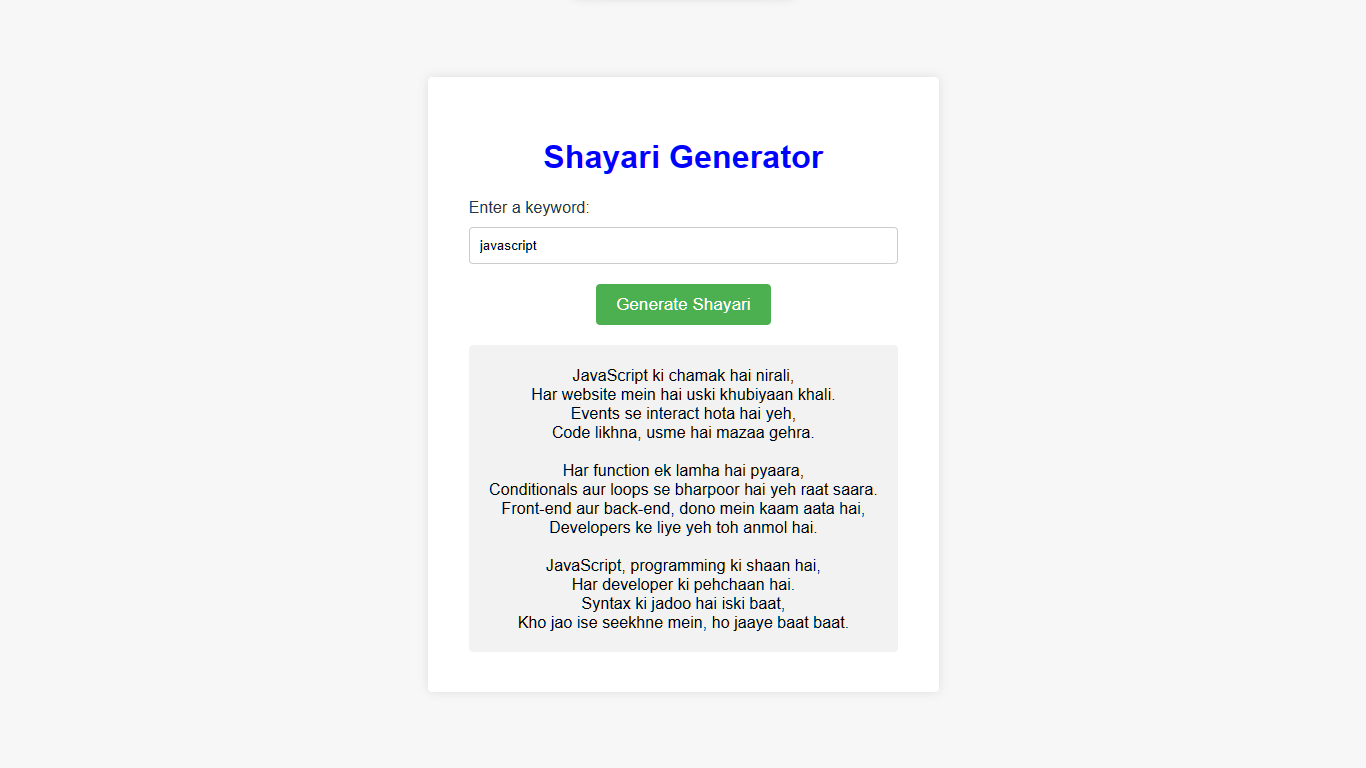 Shayari Generator
Enter a keyword:
javascript
Generate Shayari
JavaScript ki chamak hai nirali,
Har website mein hai uski khubiyaan khali.
Events se interact hota hai yeh,
Code likhna, usme hai mazaa gehra.
Har function ek lamha hai pyaara,
Conditionals aur loops se bharpoor hai yeh raat saara.
Front-end aur back-end, dono mein kaam aata hai,
Developers ke liye yeh toh anmol hai.
JavaScript, programming ki shaan hai,
Har developer ki pehchaan hai.
Syntax ki jadoo hai iski baat,
Kho jao ise seekhne mein, ho jaaye baat baat.